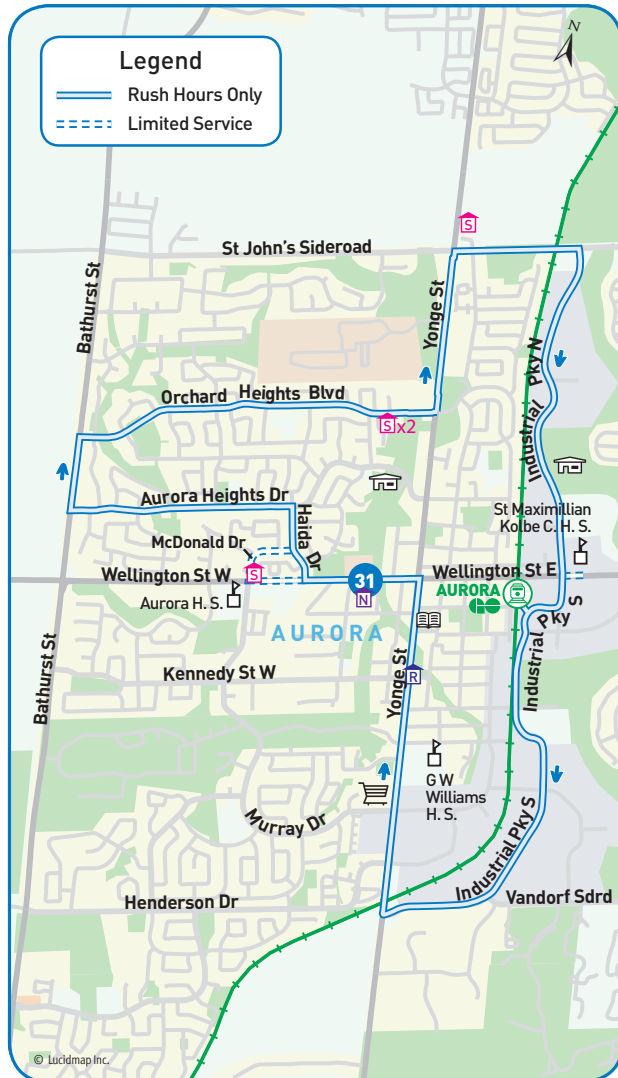 Legend
Rush Hours Only
Limited Service
N
S
St John's Sideroad
Bathurst St
Yonge St
Industrial Pky N
Orchard Heights Blvd
S x2
Aurora Heights Dr
Haida Dr
McDonald Dr
St Maximillian
Kolbe C. H. S.
Wellington St W
S
31
N
Wellington St E
Aurora H. S.
AURORA
AURORA
Industrial Pky S
Kennedy St W
R
Yonge St
Bathurst St
G W
Williams
H. S.
Murray Dr
Industrial Pky S
Henderson Dr
Vandorf Sdrd
© Lucidmap Inc.